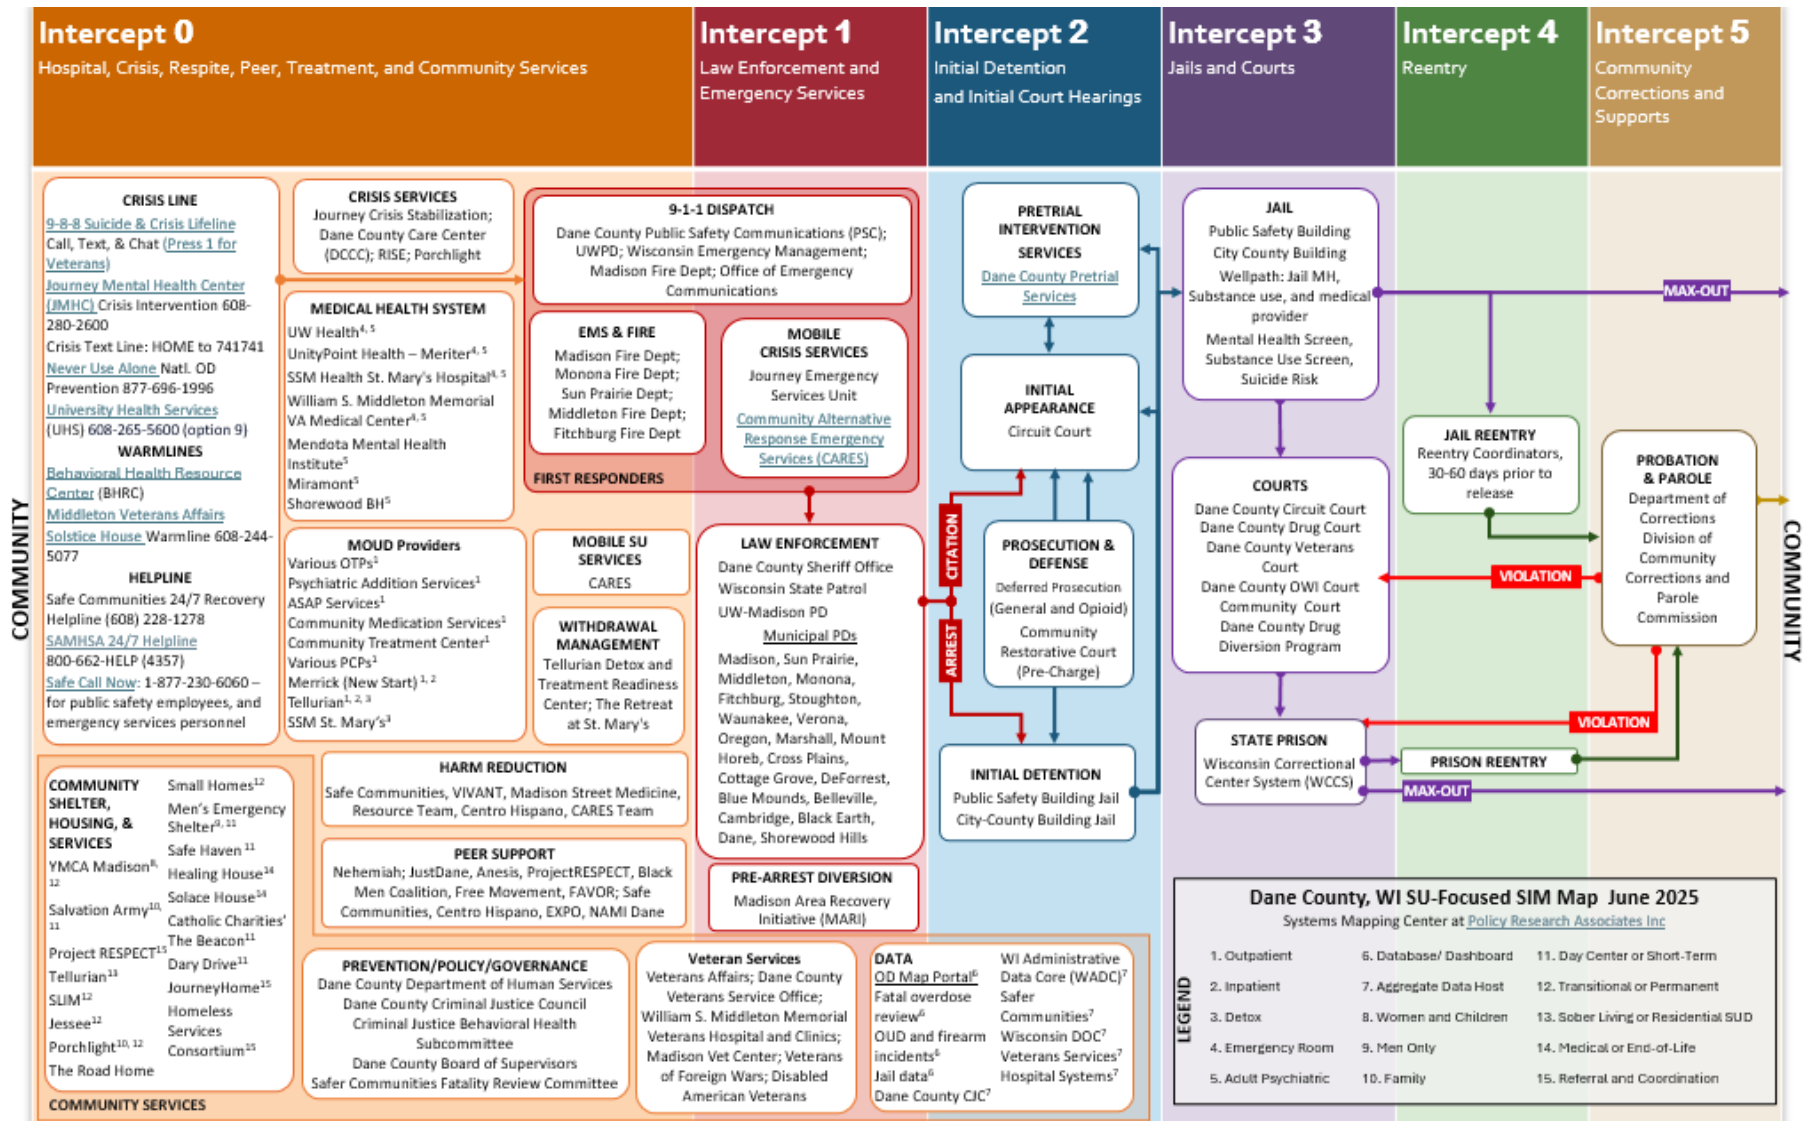 Intercept 0
Hospital, Crisis, Respite, Peer, Treatment, and Community Services
Intercept 1
Law Enforcement and
Emergency Services
Intercept 2
Initial Detention
and Initial Court Hearings
Intercept 3
Jails and Courts
Intercept 4
Reentry
Intercept 5
Community
Corrections and
Supports
COMMUNITY
CRISIS LINE
9-8-8 Suicide & Crisis Lifeline
Call, Text, & Chat (Press 1 for
Veterans)
Journey Mental Health Center
(JMHC) Crisis Intervention 608-
280-2600
Crisis Text Line: HOME to 741741
Never Use Alone Natl. OD
Prevention 877-696-1996
University Health Services
(UHS) 608-265-5600 (option 9)
WARMLINES
Behavioral Health Resource
Center (BHRC)
Middleton Veterans Affairs
Solstice House Warmline 608-244-
5077
HELPLINE
Safe Communities 24/7 Recovery
Helpline (608) 228-1278
SAMHSA 24/7 Helpline
800-662-HELP (4357)
Safe Call Now: 1-877-230-6060 –
for public safety employees, and
emergency services personnel
CRISIS SERVICES
Journey Crisis Stabilization;
Dane County Care Center
(DCCC); RISE; Porchlight
MEDICAL HEALTH SYSTEM
UW Health4, 5
UnityPoint Health – Meriter4, 5
SSM Health St. Mary's Hospital4, 5
William S. Middleton Memorial
VA Medical Center4, 5
Mendota Mental Health
Institute5
Miramont5
Shorewood BH5
MOUD Providers
Various OTPs1
Psychiatric Addition Services1
ASAP Services1
Community Medication Services1
Community Treatment Center1
Various PCPs1
Merrick (New Start) 1, 2
Tellurian1, 2, 3
SSM St. Mary's3
9-1-1 DISPATCH
Dane County Public Safety Communications (PSC);
UWPD; Wisconsin Emergency Management;
Madison Fire Dept; Office of Emergency
Communications
EMS & FIRE
Madison Fire Dept;
Monona Fire Dept;
Sun Prairie Dept;
Middleton Fire Dept;
Fitchburg Fire Dept
MOBILE
CRISIS SERVICES
Journey Emergency
Services Unit
Community Alternative
Response Emergency
Services (CARES)
FIRST RESPONDERS
MOBILE SU
SERVICES
CARES
WITHDRAWAL
MANAGEMENT
Tellurian Detox and
Treatment Readiness
Center; The Retreat
at St. Mary's
LAW ENFORCEMENT
Dane County Sheriff Office
Wisconsin State Patrol
UW-Madison PD
Municipal PDs
Madison, Sun Prairie,
Middleton, Monona,
Fitchburg, Stoughton,
Waunakee, Verona,
Oregon, Marshall, Mount
Horeb, Cross Plains,
Cottage Grove, DeForrest,
Blue Mounds, Belleville,
Cambridge, Black Earth,
Dane, Shorewood Hills
PRE-ARREST DIVERSION
Madison Area Recovery
Initiative (MARI)
CITATION
ARREST
PRETRIAL
INTERVENTION
SERVICES
Dane County Pretrial
Services
INITIAL
APPEARANCE
Circuit Court
PROSECUTION &
DEFENSE
Deferred Prosecution
(General and Opioid)
Community
Restorative Court
(Pre-Charge)
INITIAL DETENTION
Public Safety Building Jail
City-County Building Jail
JAIL
Public Safety Building
City County Building
Wellpath: Jail MH,
Substance use, and medical
provider
Mental Health Screen,
Substance Use Screen,
Suicide Risk
COURTS
Dane County Circuit Court
Dane County Drug Court
Dane County Veterans
Court
Dane County OWI Court
Community Court
Dane County Drug
Diversion Program
STATE PRISON
Wisconsin Correctional
Center System (WCCS)
MAX-OUT
JAIL REENTRY
Reentry Coordinators,
30-60 days prior to
release
VIOLATION
VIOLATION
PRISON REENTRY
MAX-OUT
PROBATION
& PAROLE
Department of
Corrections
Division of
Community
Corrections and
Parole
Commission
COMMUNITY
HARM REDUCTION
Safe Communities, VIVANT, Madison Street Medicine,
Resource Team, Centro Hispano, CARES Team
PEER SUPPORT
Nehemiah; JustDane, Anesis, ProjectRESPECT, Black
Men Coalition, Free Movement, FAVOR; Safe
Communities, Centro Hispano, EXPO, NAMI Dane
COMMUNITY
SHELTER,
HOUSING, &
SERVICES
YMCA Madison8,
12
Salvation Army10,
11
Project RESPECT15
Tellurian13
SLIM12
Jessee12
Porchlight10, 12
The Road Home
Small Homes12
Men's Emergency
Shelter9, 11
Safe Haven 11
Healing House14
Solace House14
Catholic Charities'
The Beacon11
Dary Drive11
JourneyHome15
Homeless
Services
Consortium15
COMMUNITY SERVICES
PREVENTION/POLICY/GOVERNANCE
Dane County Department of Human Services
Dane County Criminal Justice Council
Criminal Justice Behavioral Health
Subcommittee
Dane County Board of Supervisors
Safer Communities Fatality Review Committee
Veteran Services
Veterans Affairs; Dane County
Veterans Service Office;
William S. Middleton Memorial
Veterans Hospital and Clinics;
Madison Vet Center; Veterans
of Foreign Wars; Disabled
American Veterans
DATA
OD Map Portal6
Fatal overdose
review6
OUD and firearm
incidents6
Jail data6
Dane County CJC7
WI Administrative
Data Core (WADC)7
Safer
Communities7
Wisconsin DOC7
Veterans Services7
Hospital Systems7
Dane County, WI SU-Focused SIM Map June 2025
Systems Mapping Center at Policy Research Associates Inc
LEGEND
1. Outpatient
2. Inpatient
3. Detox
4. Emergency Room
5. Adult Psychiatric
6. Database/ Dashboard
7. Aggregate Data Host
8. Women and Children
9. Men Only
10. Family
11. Day Center or Short-Term
12. Transitional or Permanent
13. Sober Living or Residential SUD
14. Medical or End-of-Life
15. Referral and Coordination